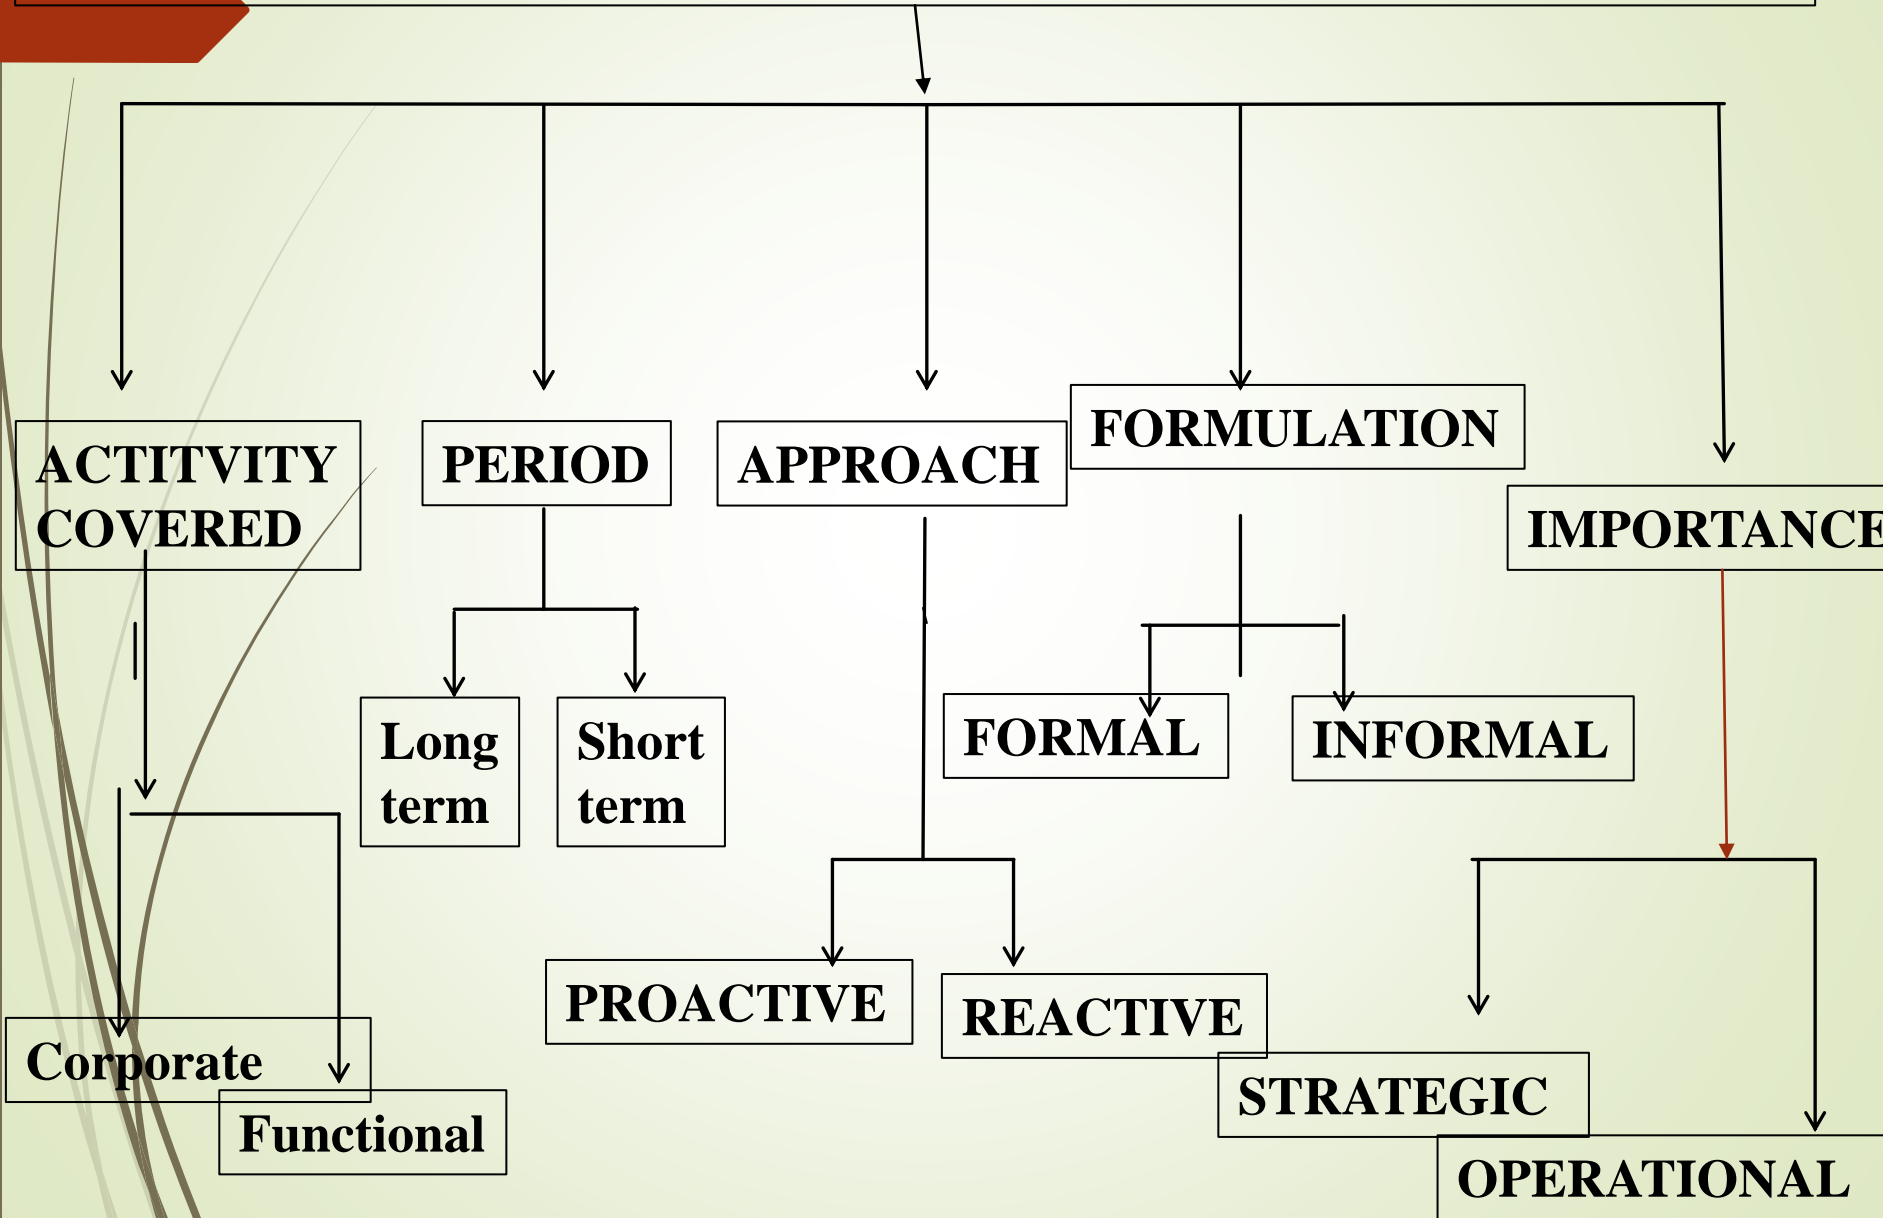 ACTITVITY
COVERED
PERIOD
APPROACH
FORMULATION
IMPORTANCE
Long
term
Short
term
FORMAL
INFORMAL
PROACTIVE
REACTIVE
Corporate
Functional
STRATEGIC
OPERATIONAL